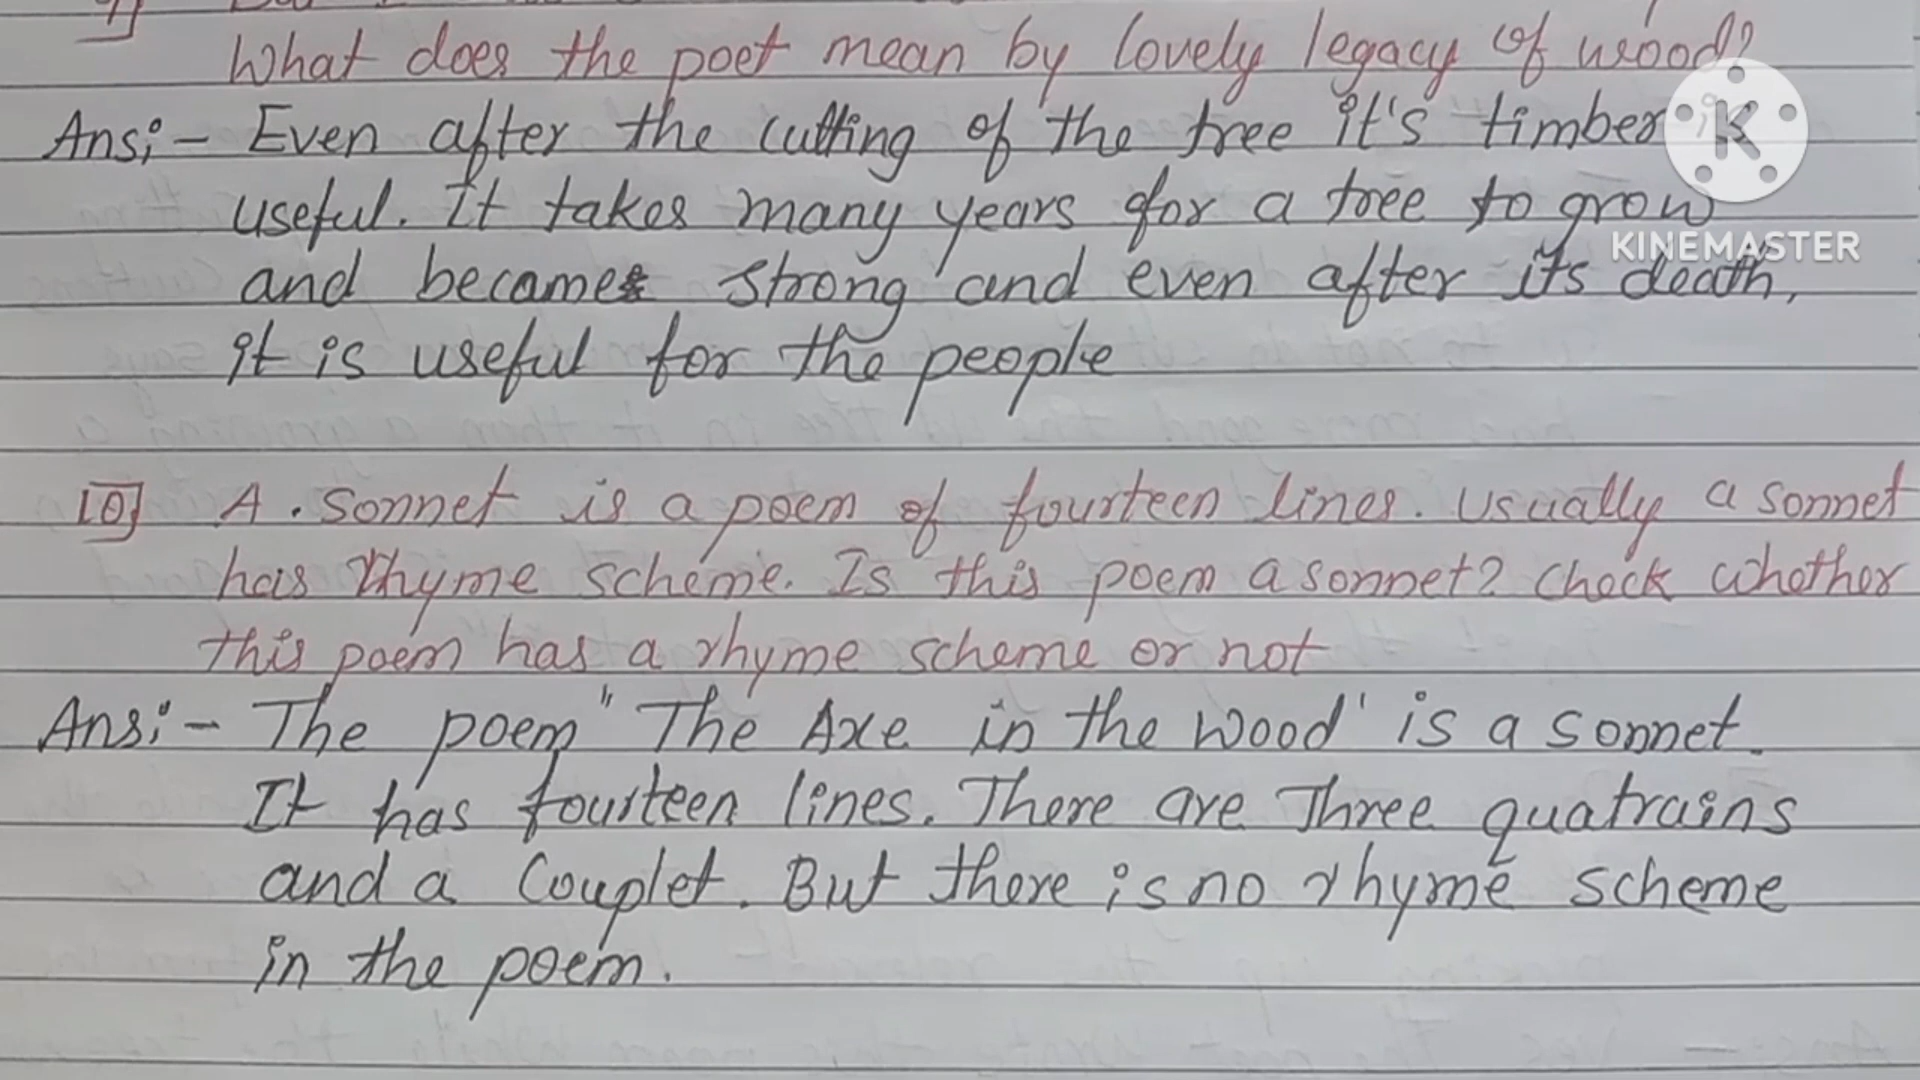 9]
What does the poet mean by lovely legacy of wood?
Ans:- Even after the cutting of the tree it's timber is
useful. It takes many years for a tree to grow
KINEMASTER
and becomes strong and even after its death,
it is useful for the people
10] A. Sonnet is a poem of fourteen lines. Usually a sonnet
has rhyme scheme. Is this poem a sonnet? Check whether
this poem has a rhyme scheme or not
Ans:- The poem "The Axe in the Wood' is a sonnet.
It has fourteen lines. There are Three quatrains
and a Couplet. But there is no rhyme scheme
in the poem.